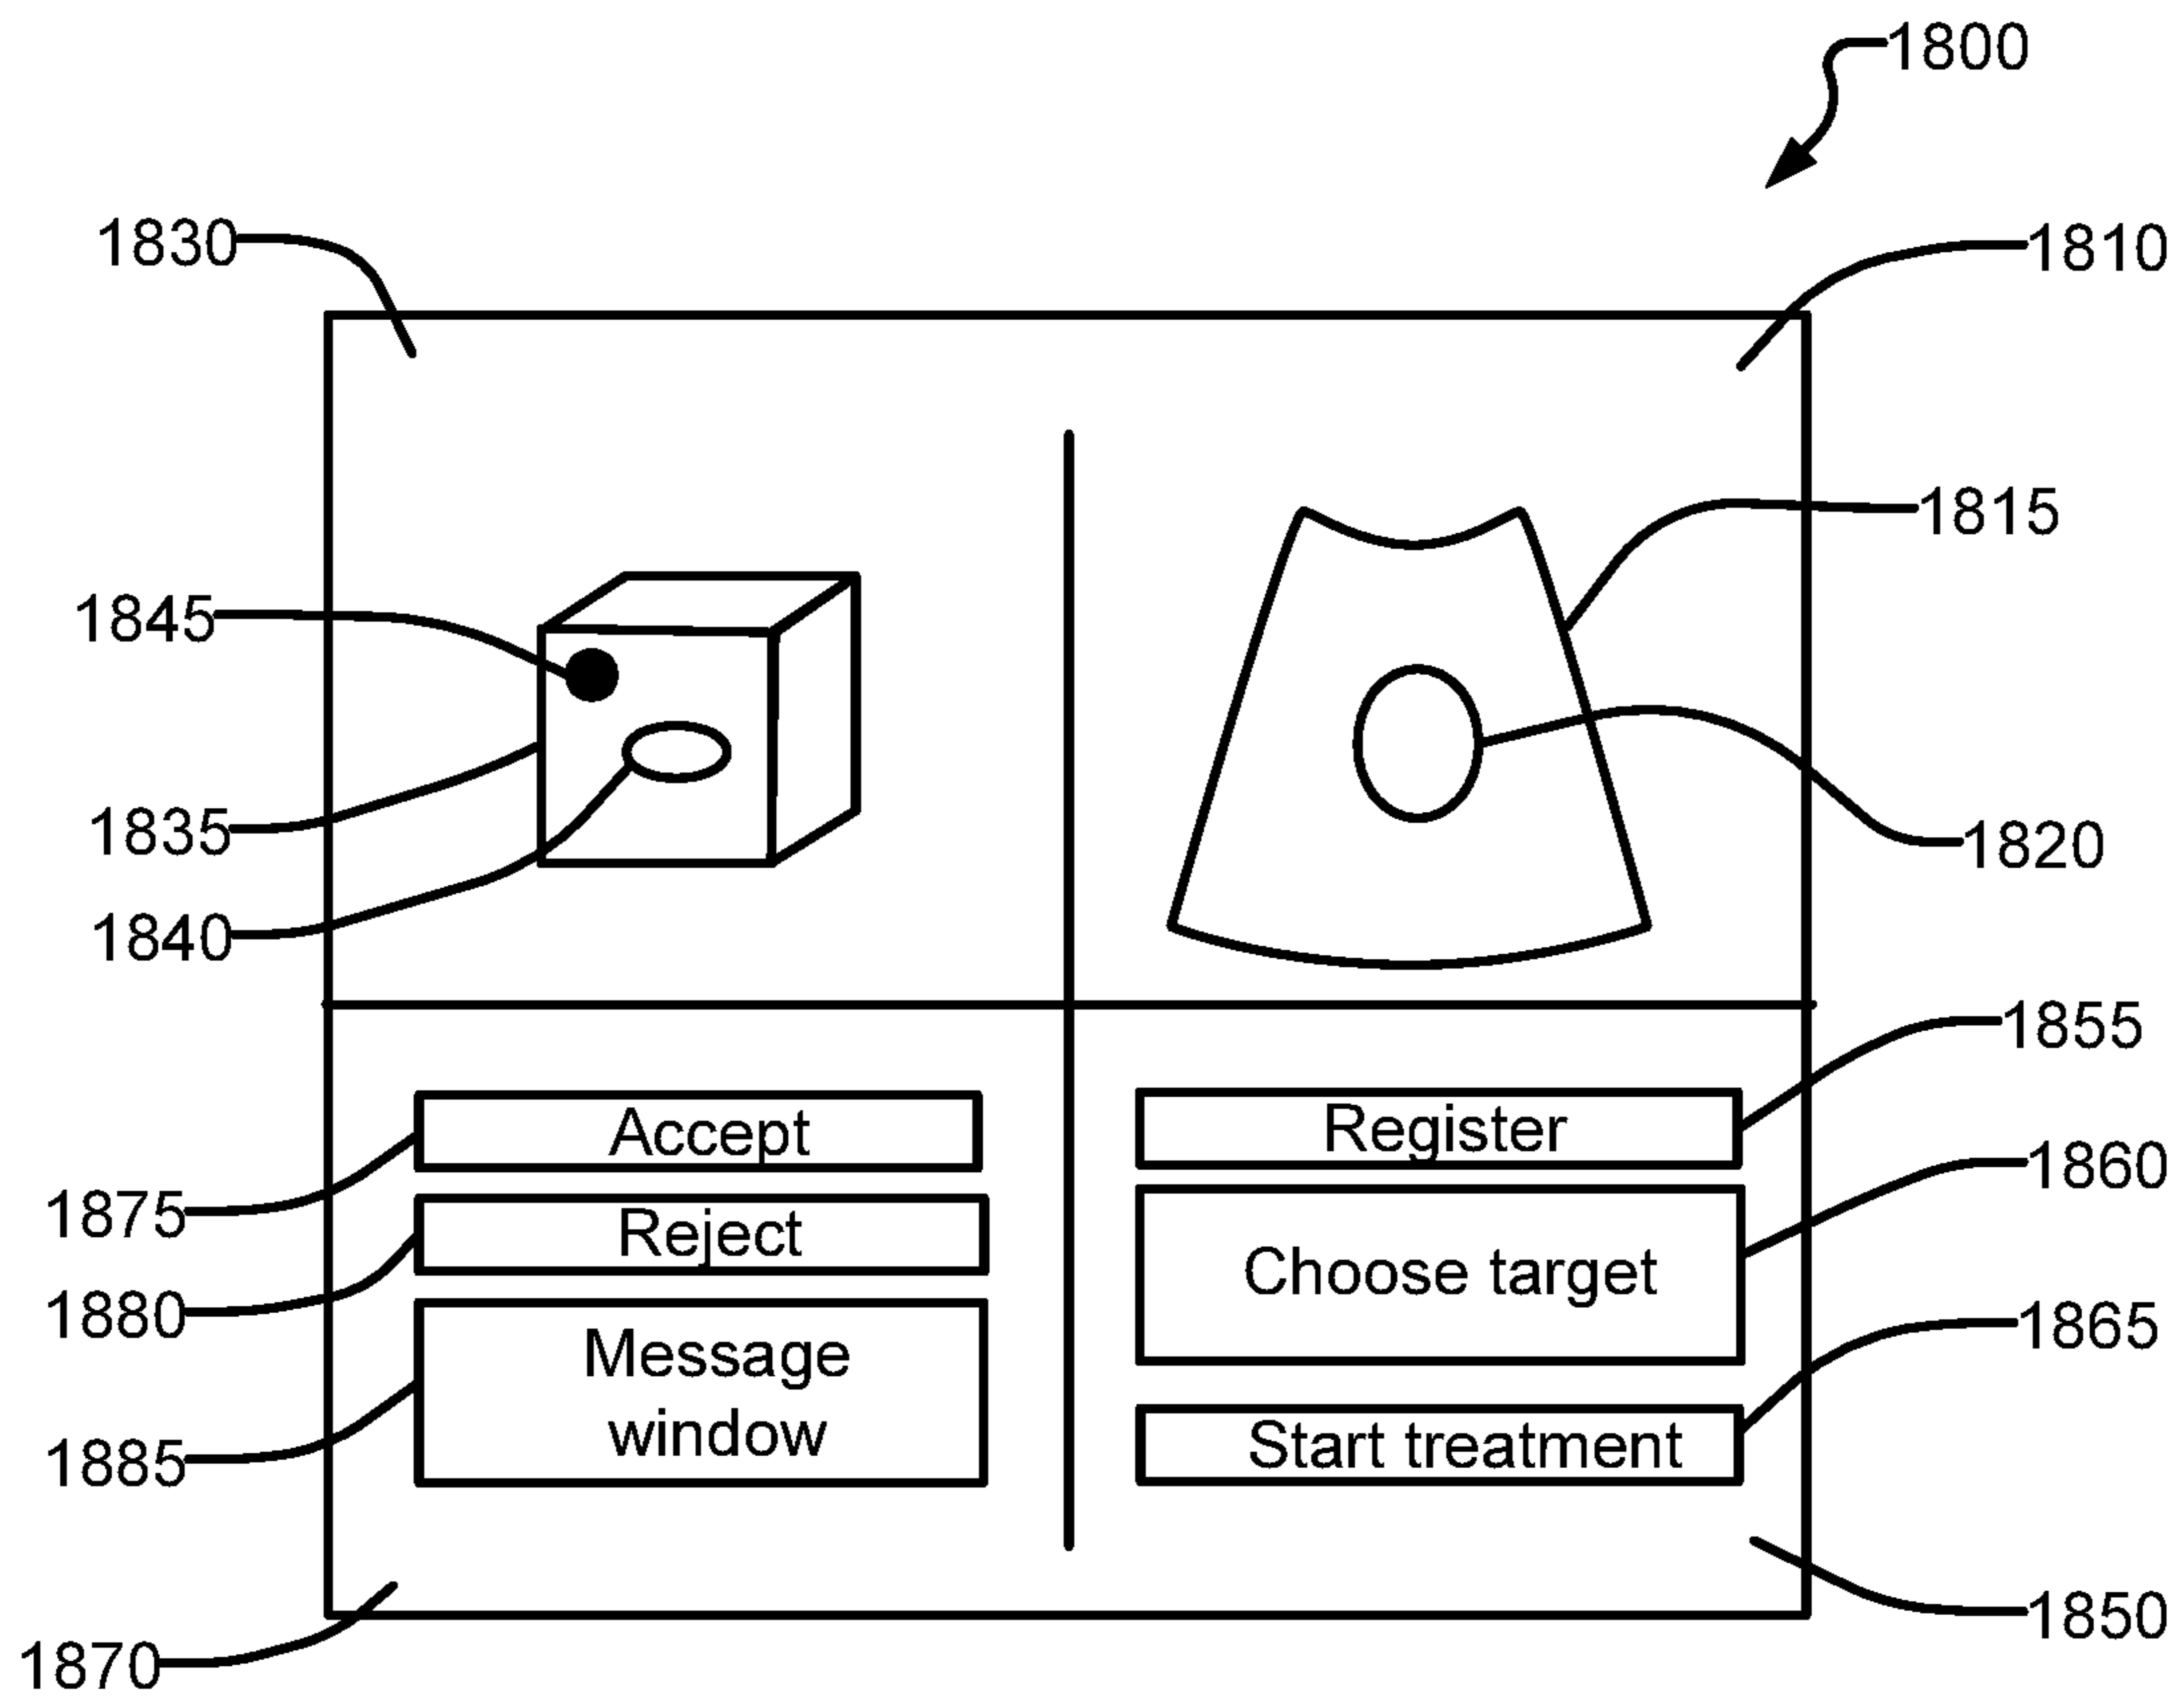 1800
1830
1810
1815
1845
1835
1820
1840
1855
Accept
Register
1860
1875
Reject
Choose target
1880
1865
Message
window
Start treatment
1885
1850
1870